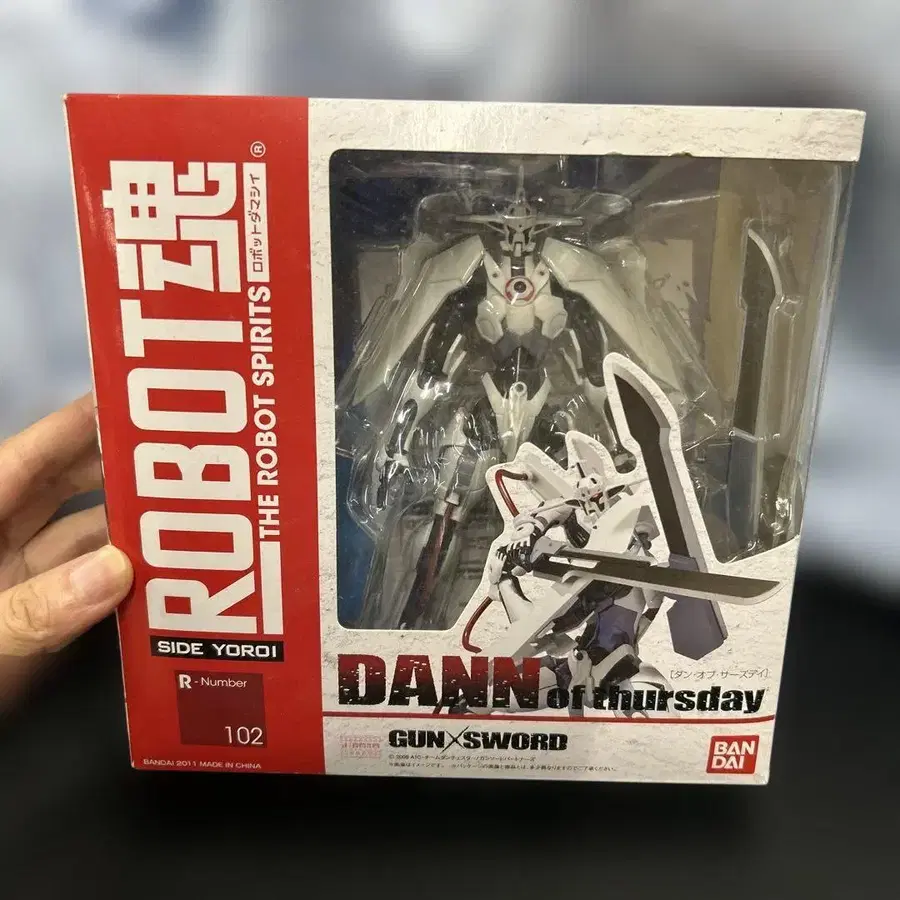 ROBOT魂®
ロボットダマシイ
THE ROBOT SPIRITS
SIDE YOROI
R-Number
102
BANDAI 2011 MADE IN CHINA
DANN of thursday
[ダン・オブ・サーズデイ]
GUN×SWORD
BAN
DAI